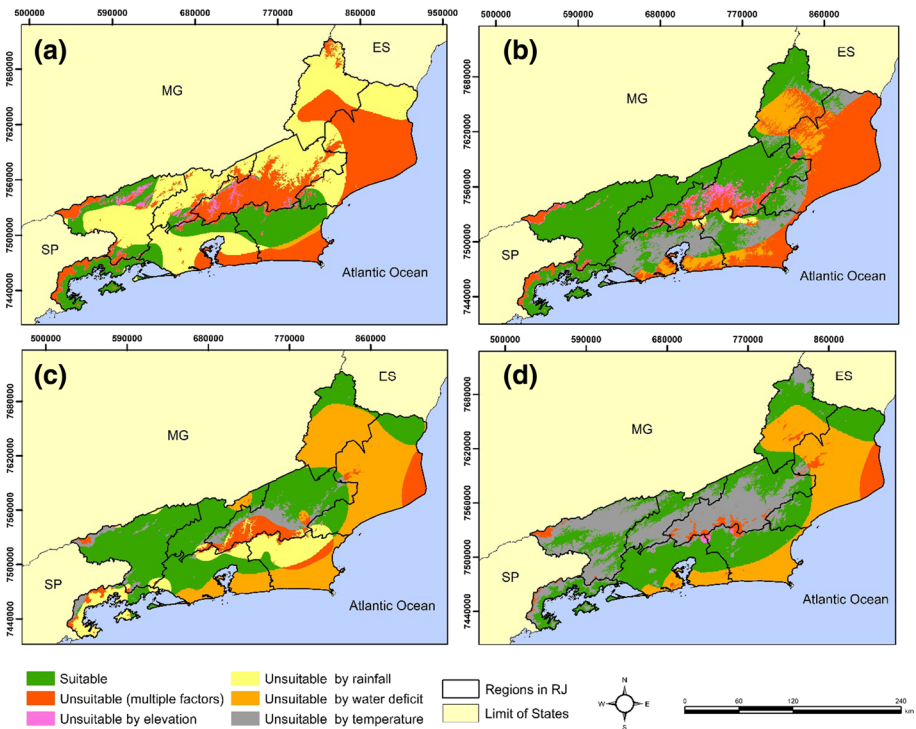 500000 590000 680000 770000 860000 950000
(a)
ES
MG
SP
Atlantic Ocean
7680000
7620000
7560000
7500000
7440000
500000 590000 680000 770000 860000
(b)
ES
MG
SP
Atlantic Ocean
7680000
7620000
7560000
7500000
7440000
500000 590000 680000 770000 860000
(c)
ES
MG
SP
Atlantic Ocean
7680000
7620000
7560000
7500000
7440000
500000 590000 680000 770000 860000
(d)
ES
MG
SP
Atlantic Ocean
7680000
7620000
7560000
7500000
7440000
Suitable
Unsuitable (multiple factors)
Unsuitable by elevation
Unsuitable by rainfall
Unsuitable by water deficit
Unsuitable by temperature
Regions in RJ
Limit of States
N
W E
S
0 60 120 240
km